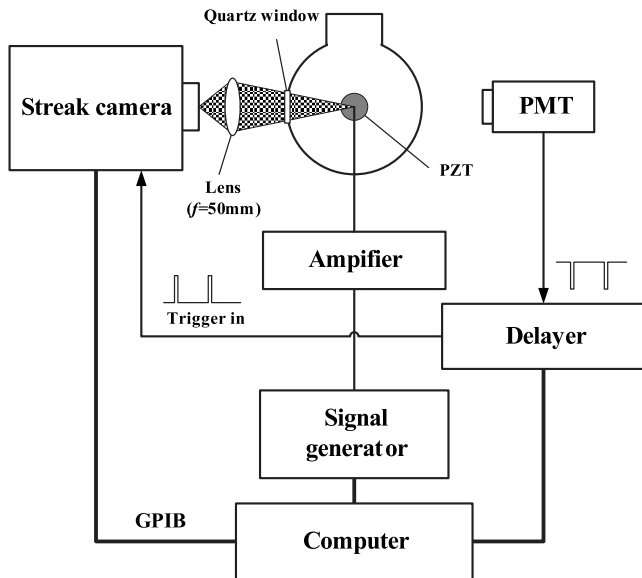 Quartz window
Streak camera
PMT
PZT
Lens
(f=50mm)
Ampifier
Trigger in
Delayer
Signal
generator
GPIB
Computer